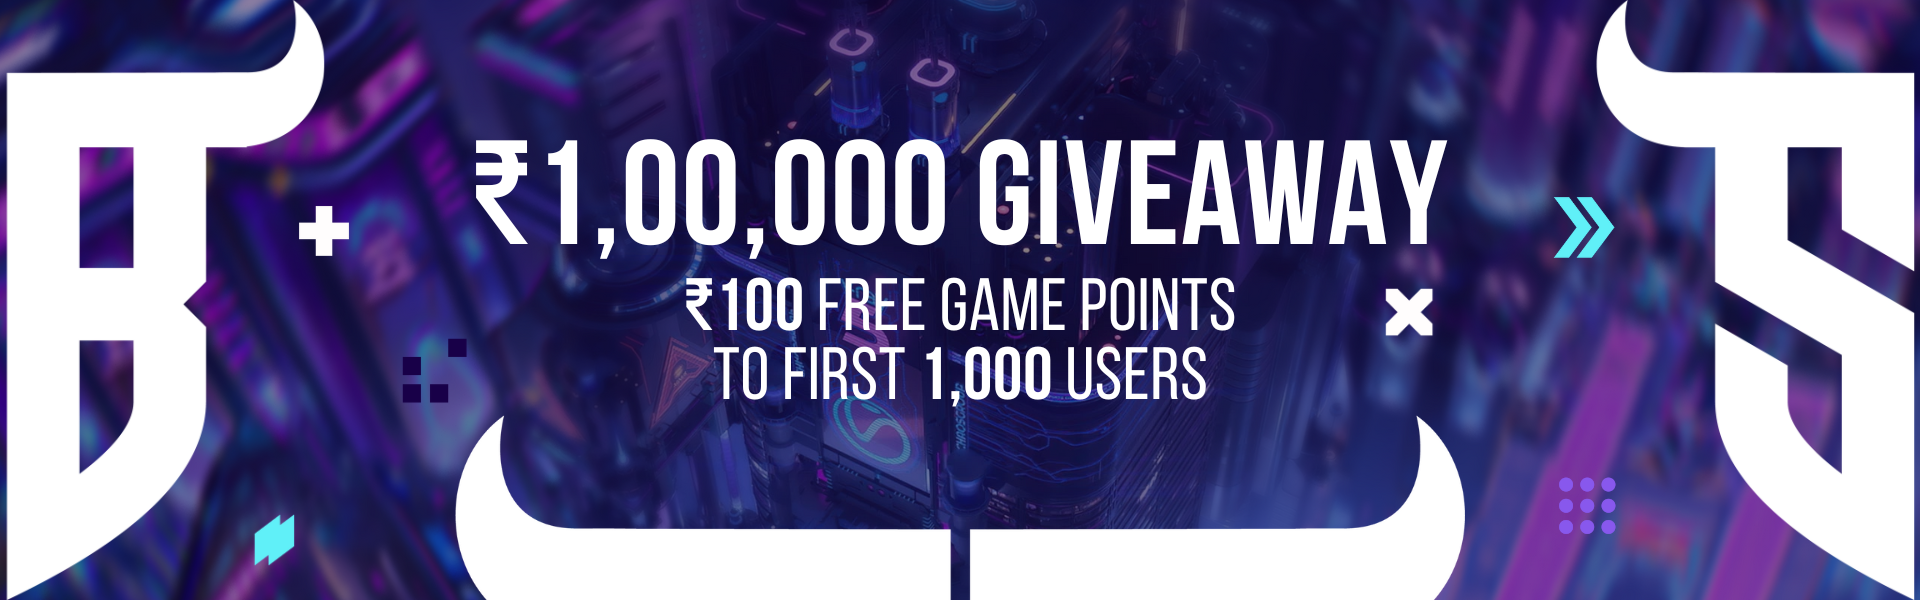 ₹1,00,000 GIVEAWAY
₹100 FREE GAME POINTS
TO FIRST 1,000 USERS